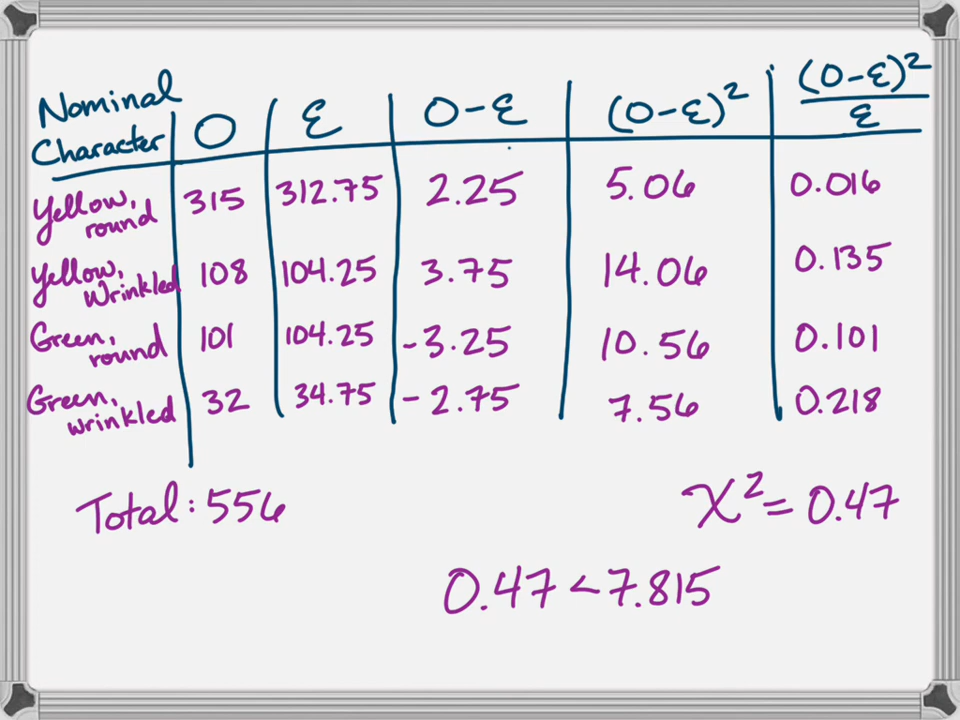 Nominal Character | O | Ɛ | O-Ɛ | (O-Ɛ)² | (O-Ɛ)²/Ɛ
Yellow, round | 315 | 312.75 | 2.25 | 5.06 | 0.016
Yellow, Wrinkled | 108 | 104.25 | 3.75 | 14.06 | 0.135
Green, round | 101 | 104.25 | -3.25 | 10.56 | 0.101
Green, wrinkled | 32 | 34.75 | -2.75 | 7.56 | 0.218
Total: 556
χ² = 0.47
0.47 < 7.815